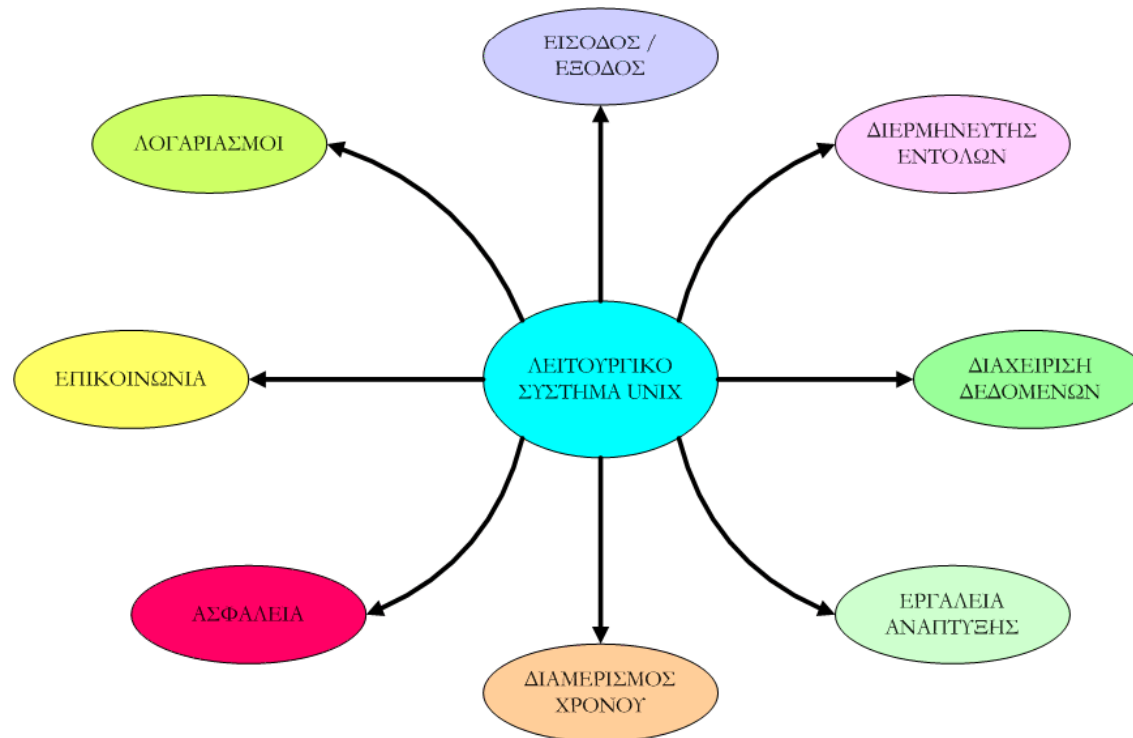 ΕΙΣΟΔΟΣ /
ΕΞΟΔΟΣ
ΛΟΓΑΡΙΑΣΜΟΙ
ΔΙΕΡΜΗΝΕΥΤΗΣ
ΕΝΤΟΛΩΝ
ΕΠΙΚΟΙΝΩΝΙΑ
ΛΕΙΤΟΥΡΓΙΚΟ
ΣΥΣΤΗΜΑ UNIX
ΔΙΑΧΕΙΡΙΣΗ
ΔΕΔΟΜΕΝΩΝ
ΑΣΦΑΛΕΙΑ
ΕΡΓΑΛΕΙΑ
ΑΝΑΠΤΥΞΗΣ
ΔΙΑΜΕΡΙΣΜΟΣ
ΧΡΟΝΟΥ